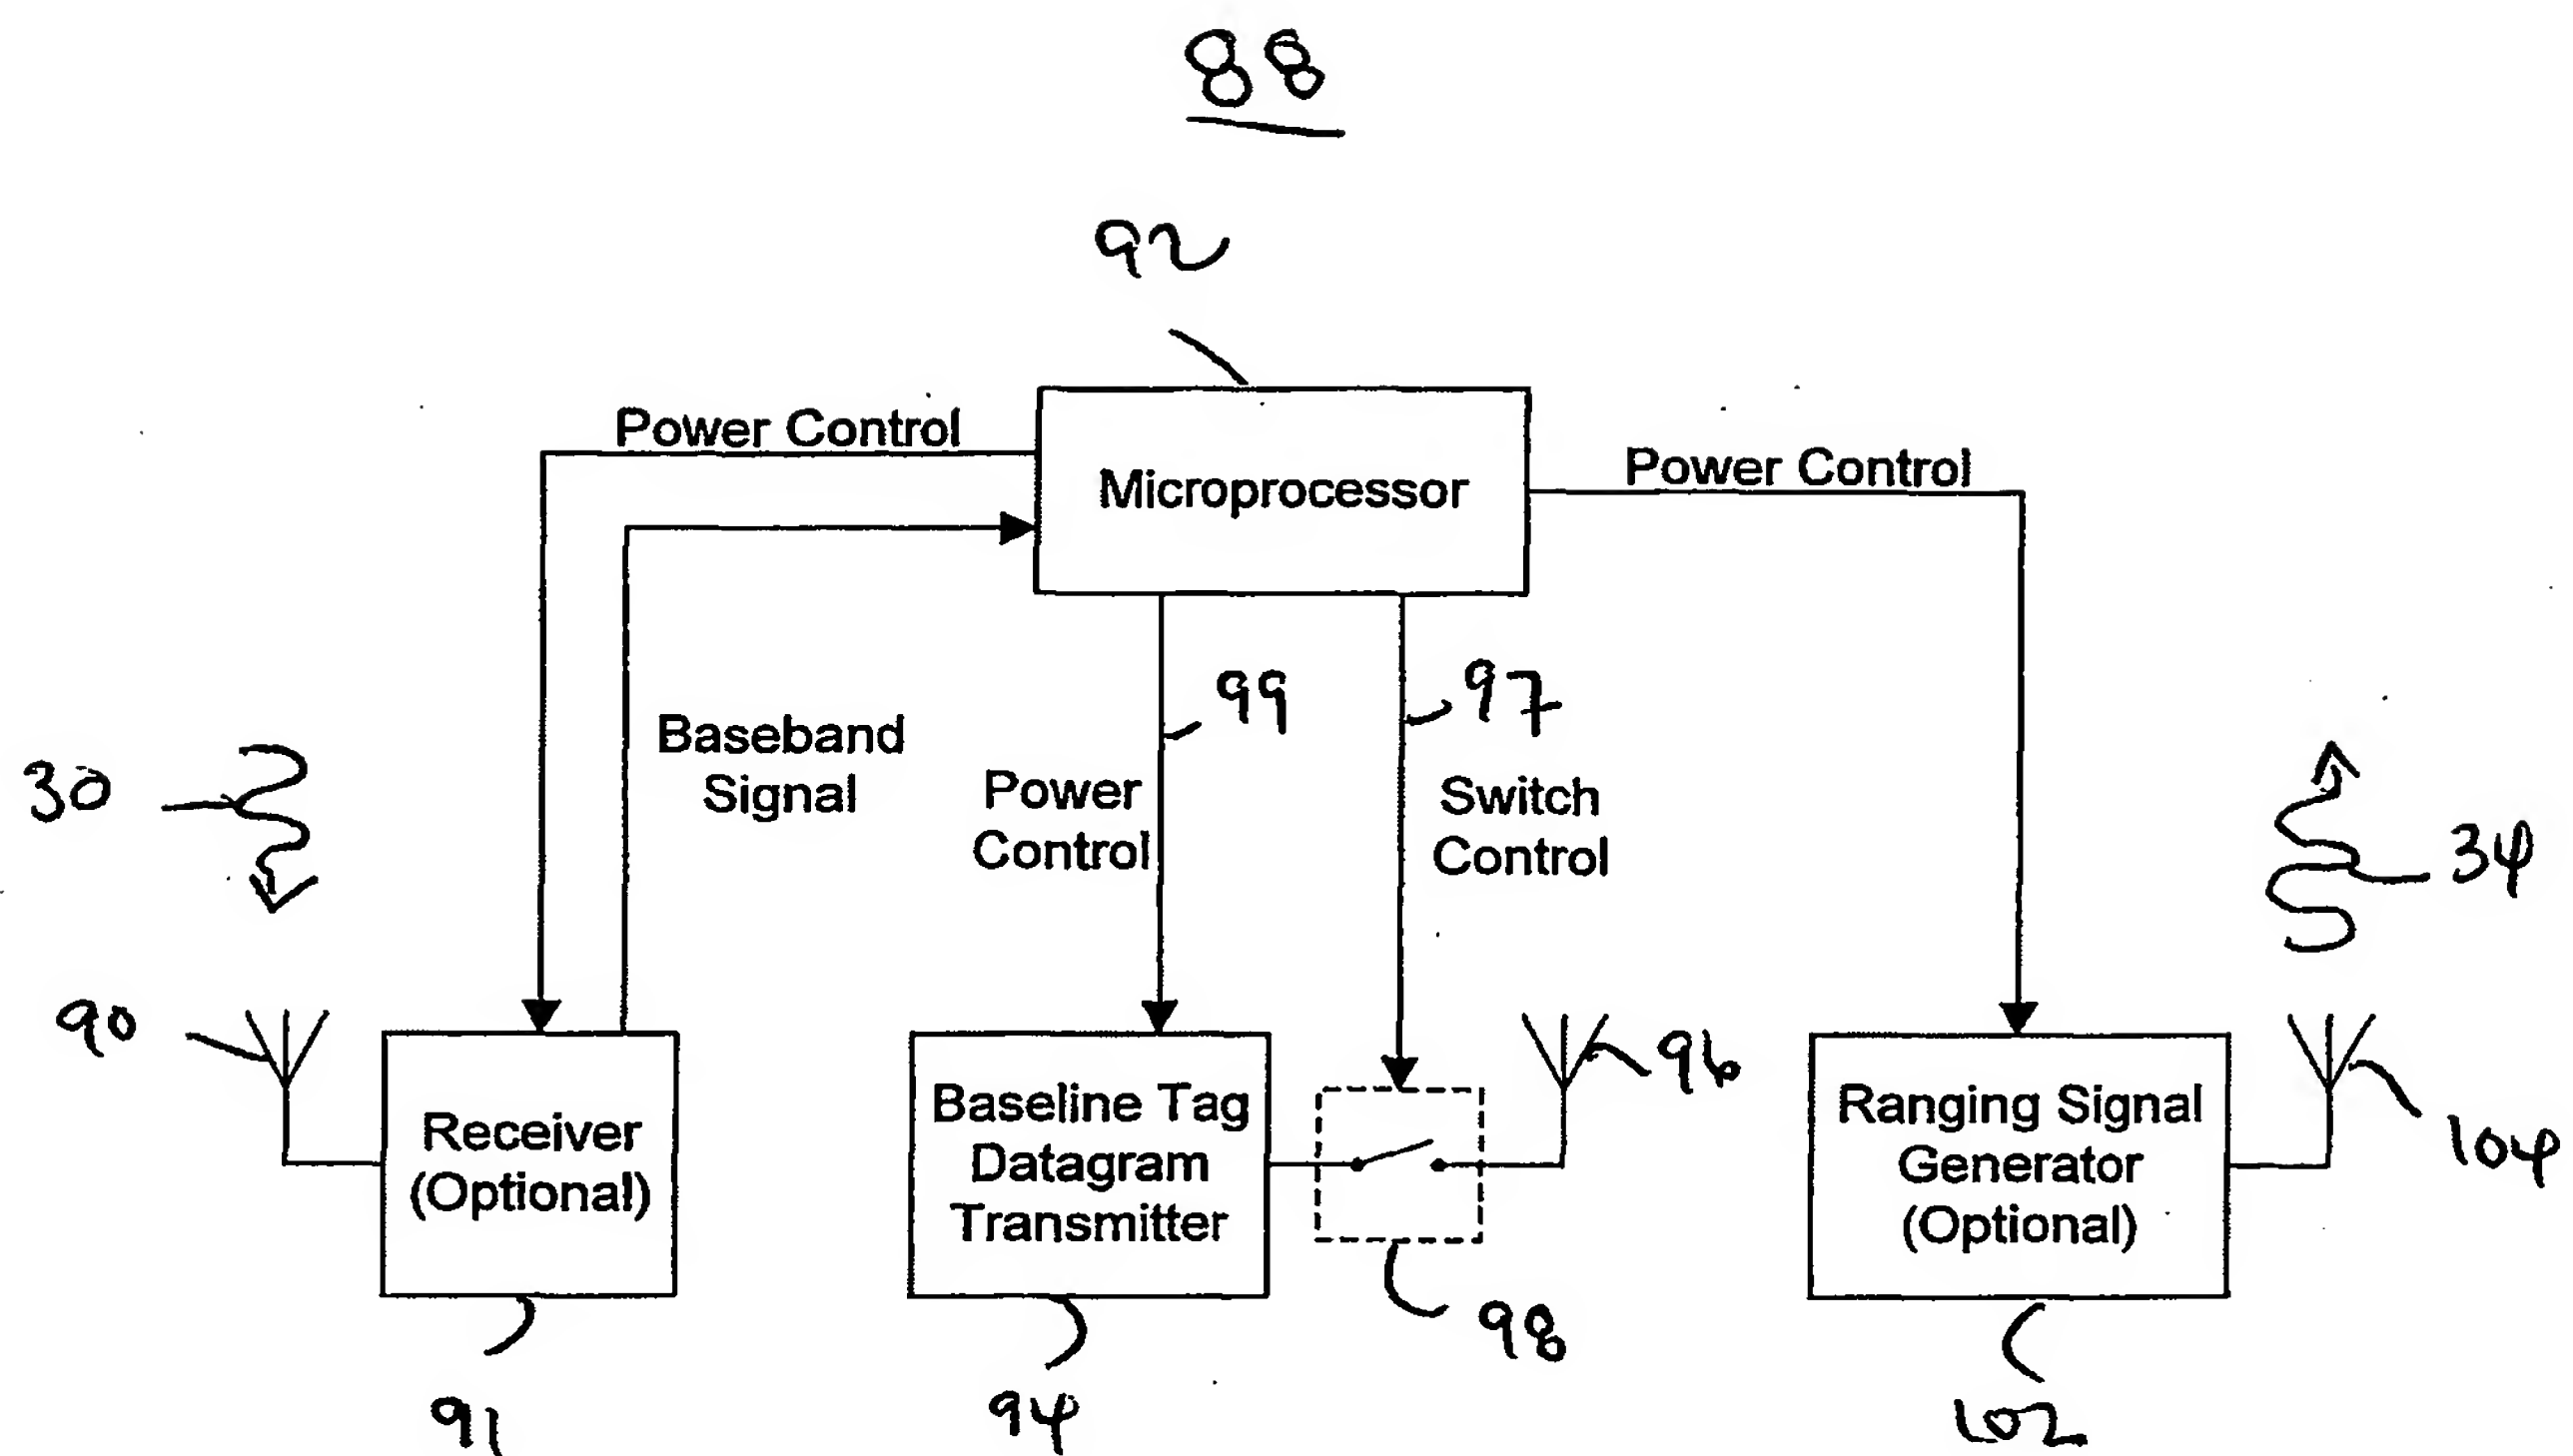 88
92
Power Control
Microprocessor
Power Control
99
97
Baseband
Signal
Power
Control
Switch
Control
30
34
90
96
104
Receiver
(Optional)
Baseline Tag
Datagram
Transmitter
Ranging Signal
Generator
(Optional)
98
91
94
102